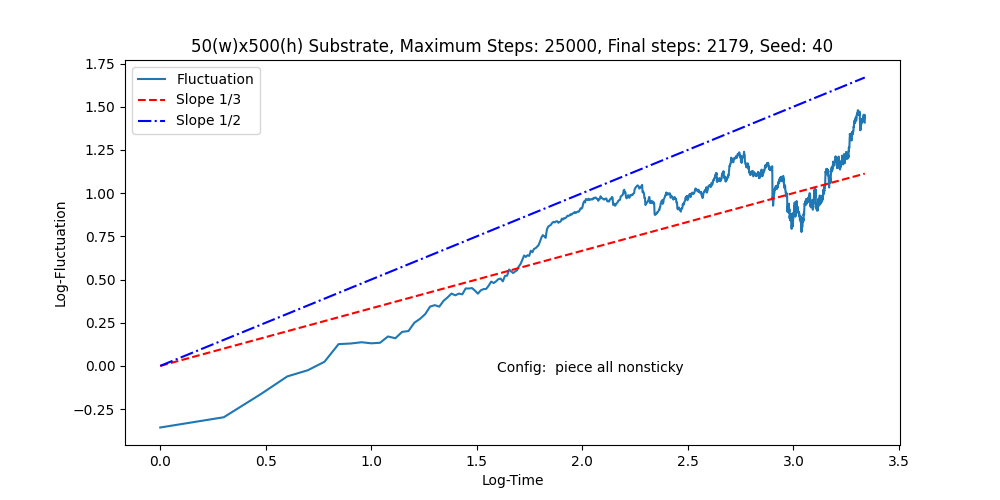 50(w)x500(h) Substrate, Maximum Steps: 25000, Final steps: 2179, Seed: 40
Fluctuation
Slope 1/3
Slope 1/2
1.75
1.50
1.25
1.00
0.75
0.50
0.25
0.00
−0.25
Log-Fluctuation
Config:  piece all nonsticky
0.0 0.5 1.0 1.5 2.0 2.5 3.0 3.5
Log-Time